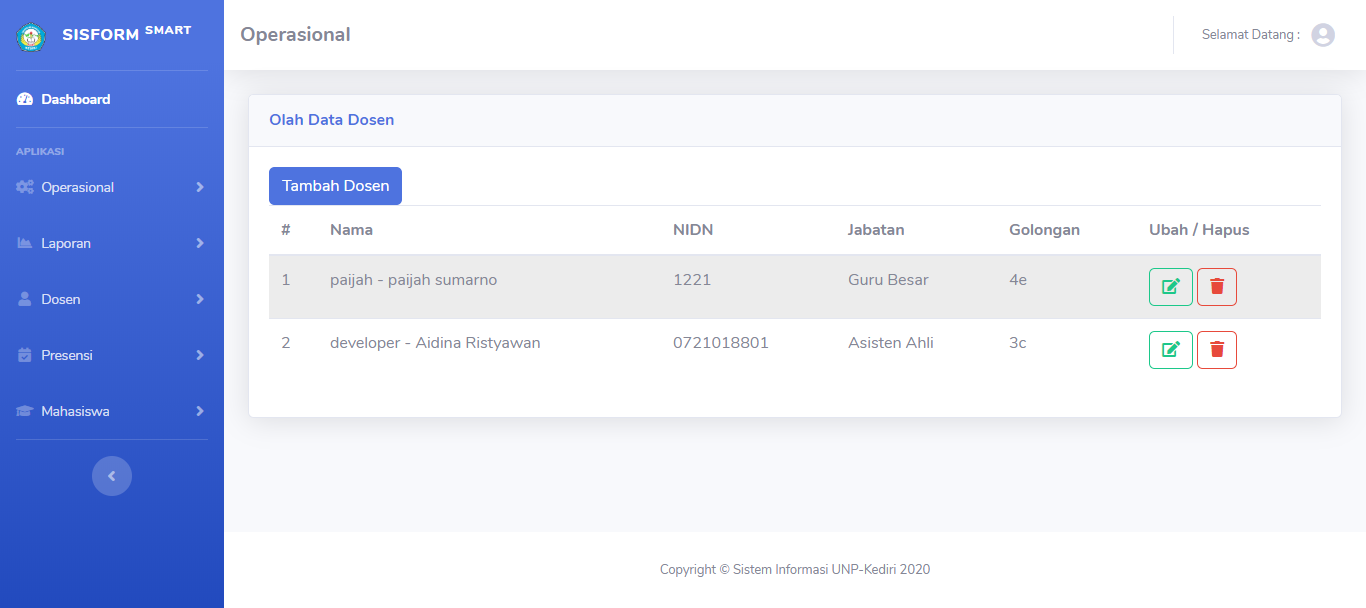 SISFORM SMART
Operasional
Selamat Datang :
Dashboard
APLIKASI
Operasional
Laporan
Dosen
Presensi
Mahasiswa
Olah Data Dosen
Tambah Dosen
# Nama NIDN Jabatan Golongan Ubah / Hapus
1 paijah - paijah sumarno 1221 Guru Besar 4e
2 developer - Aidina Ristyawan 0721018801 Asisten Ahli 3c
Copyright © Sistem Informasi UNP-Kediri 2020